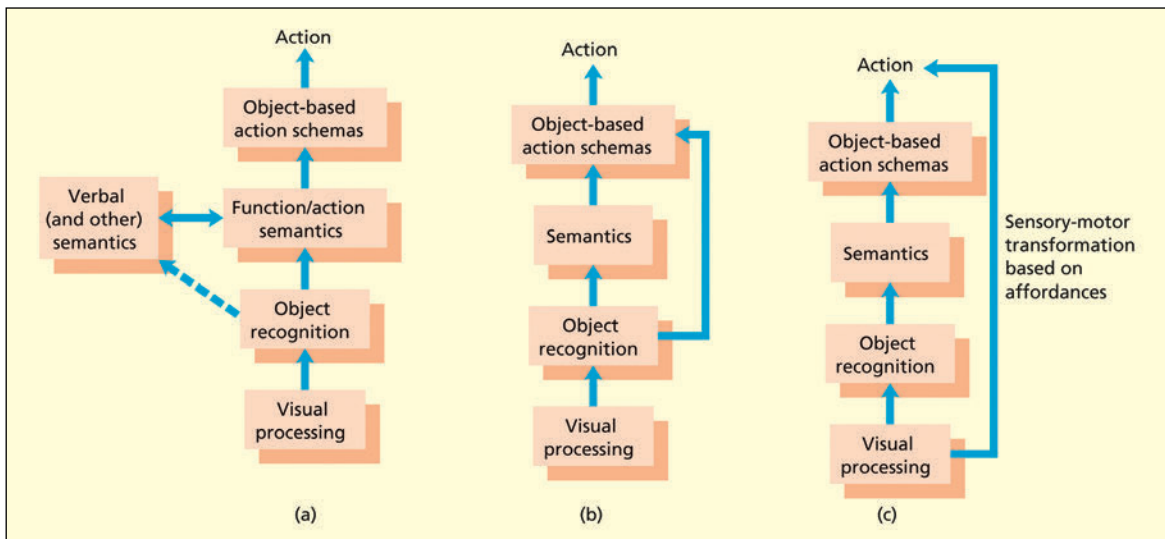 Action
Object-based
action schemas
Verbal
(and other)
semantics
Function/action
semantics
Object
recognition
Visual
processing
(a)
Action
Object-based
action schemas
Semantics
Object
recognition
Visual
processing
(b)
Action
Object-based
action schemas
Semantics
Object
recognition
Visual
processing
Sensory-motor
transformation
based on
affordances
(c)